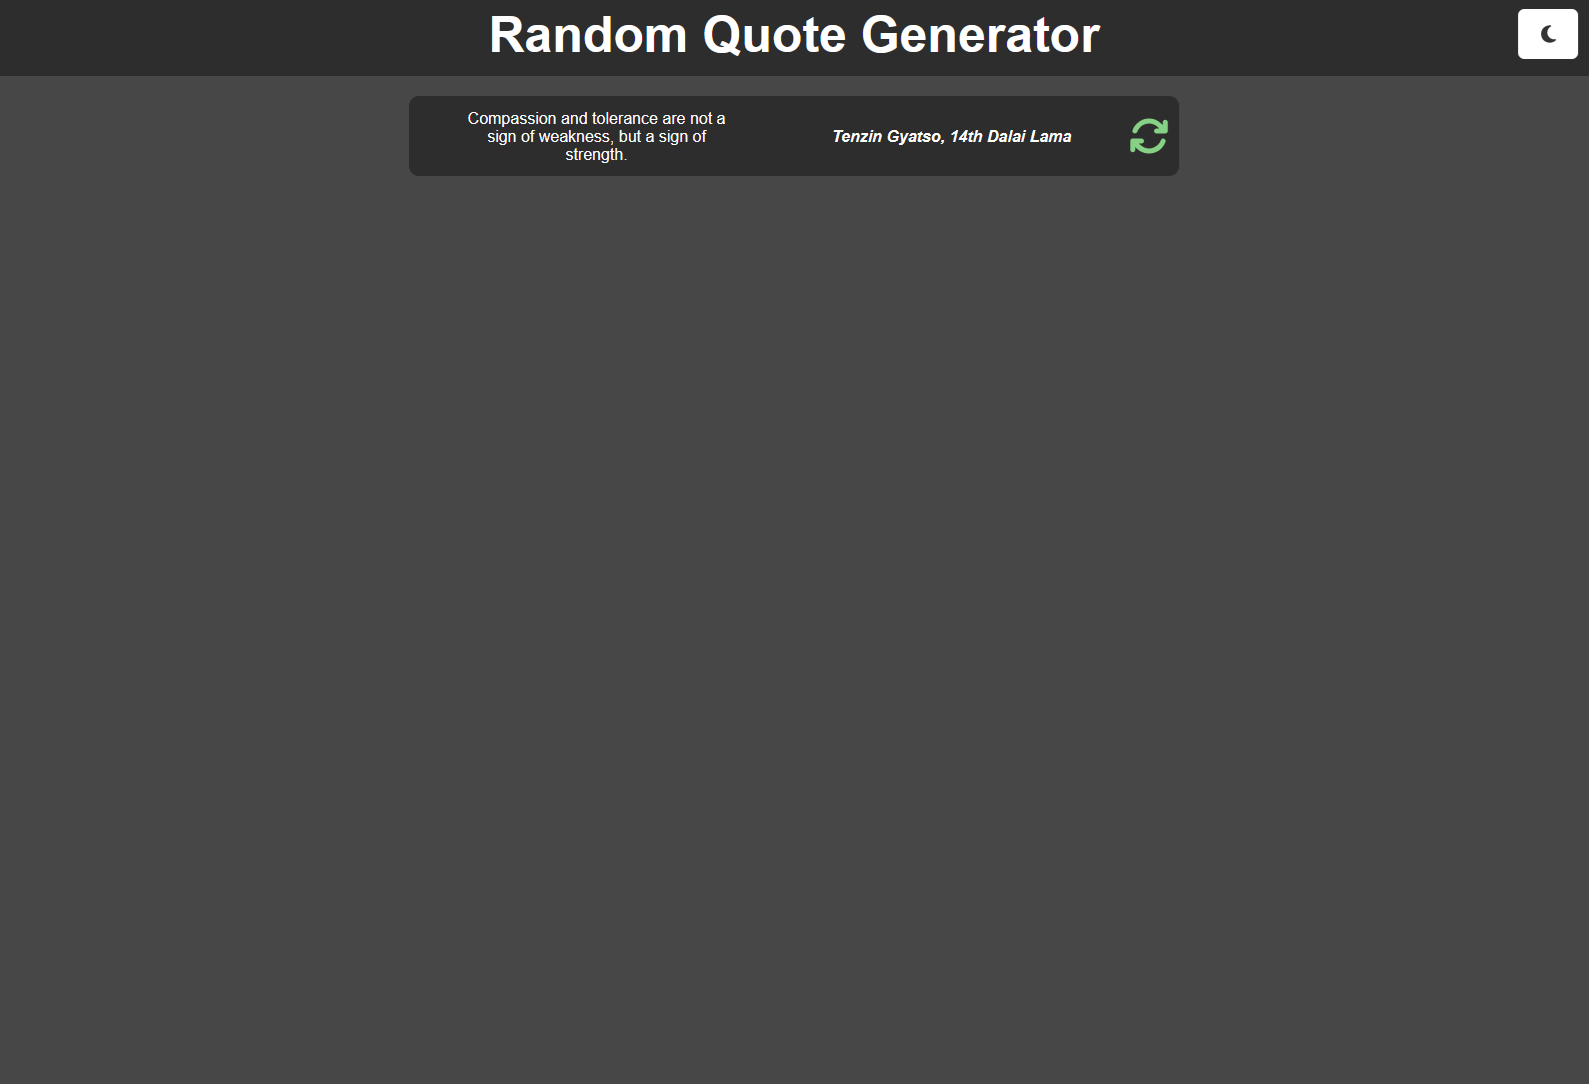 Random Quote Generator
Compassion and tolerance are not a
sign of weakness, but a sign of
strength.
Tenzin Gyatso, 14th Dalai Lama